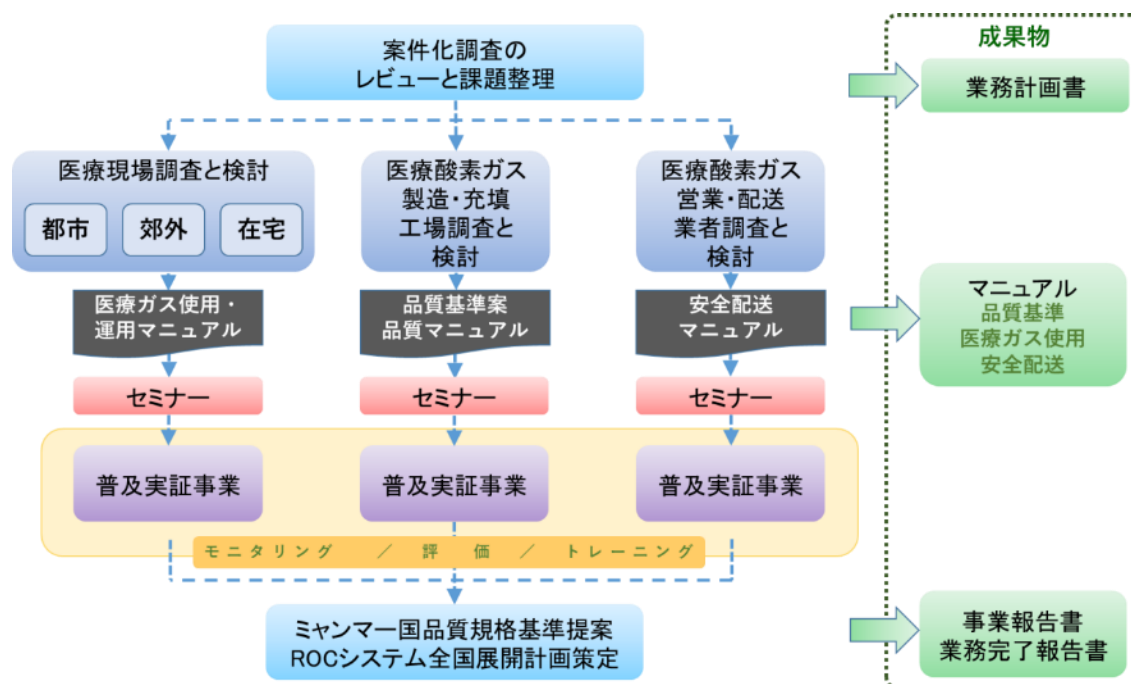 案件化調査の
レビューと課題整理
成果物
業務計画書
医療現場調査と検討
都市
郊外
在宅
医療酸素ガス
製造・充填
工場調査と
検討
医療酸素ガス
営業・配送
業者調査と
検討
医療ガス使用・
運用マニュアル
品質基準案
品質マニュアル
安全配送
マニュアル
マニュアル
品質基準
医療ガス使用
安全配送
セミナー
セミナー
セミナー
普及実証事業
普及実証事業
普及実証事業
モニタリング ／ 評価 ／ トレーニング
ミャンマー国品質規格基準提案
ROCシステム全国展開計画策定
事業報告書
業務完了報告書